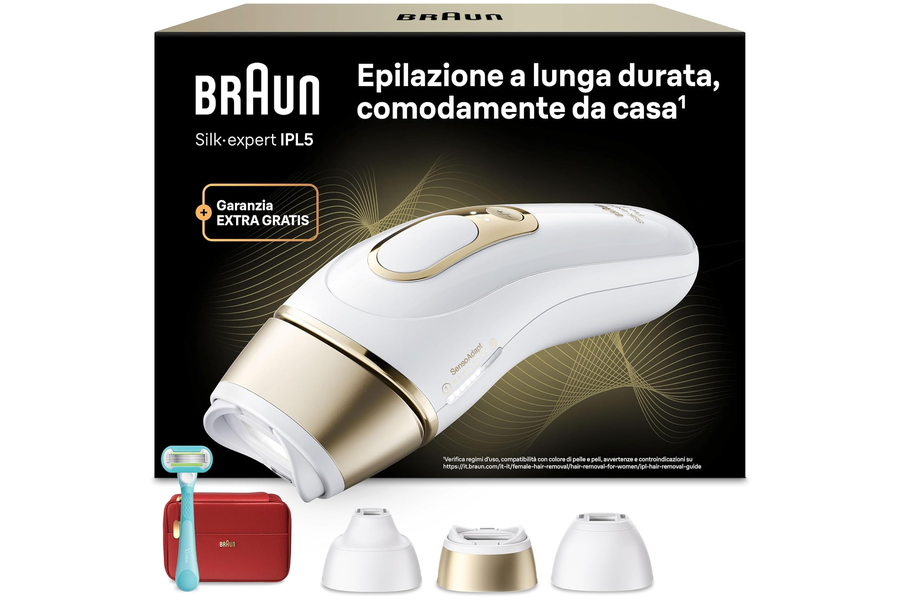 BRAUN
BRAUN
Silk·expert IPL5
Epilazione a lunga durata,
comodamente da casa¹
Garanzia
EXTRA GRATIS
SensoAdapt
¹Verifica regimi d'uso, compatibilità con colore di pelle e peli, avvertenze e controindicazioni su
https://it.braun.com/it-it/female-hair-removal/hair-removal-for-women/ipl-hair-removal-guide
BRAUN